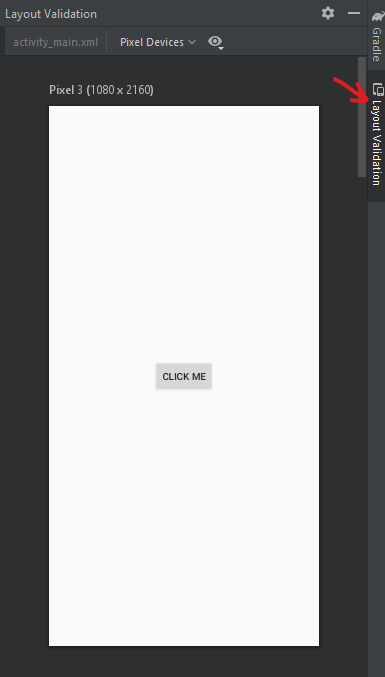 Layout Validation
activity_main.xml
Pixel Devices
Pixel 3 (1080 x 2160)
CLICK ME
Gradle
Layout Validation